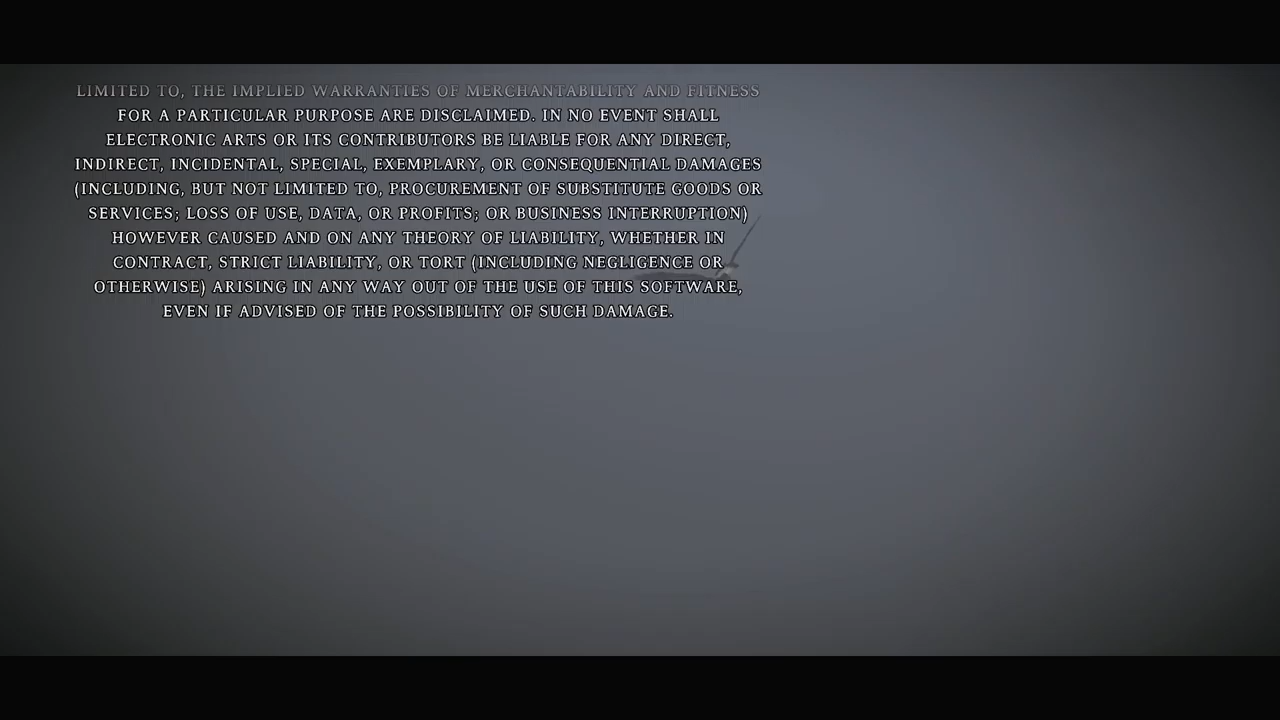 LIMITED TO, THE IMPLIED WARRANTIES OF MERCHANTABILITY AND FITNESS
FOR A PARTICULAR PURPOSE ARE DISCLAIMED. IN NO EVENT SHALL
ELECTRONIC ARTS OR ITS CONTRIBUTORS BE LIABLE FOR ANY DIRECT,
INDIRECT, INCIDENTAL, SPECIAL, EXEMPLARY, OR CONSEQUENTIAL DAMAGES
(INCLUDING, BUT NOT LIMITED TO, PROCUREMENT OF SUBSTITUTE GOODS OR
SERVICES; LOSS OF USE, DATA, OR PROFITS; OR BUSINESS INTERRUPTION)
HOWEVER CAUSED AND ON ANY THEORY OF LIABILITY, WHETHER IN
CONTRACT, STRICT LIABILITY, OR TORT (INCLUDING NEGLIGENCE OR
OTHERWISE) ARISING IN ANY WAY OUT OF THE USE OF THIS SOFTWARE,
EVEN IF ADVISED OF THE POSSIBILITY OF SUCH DAMAGE.